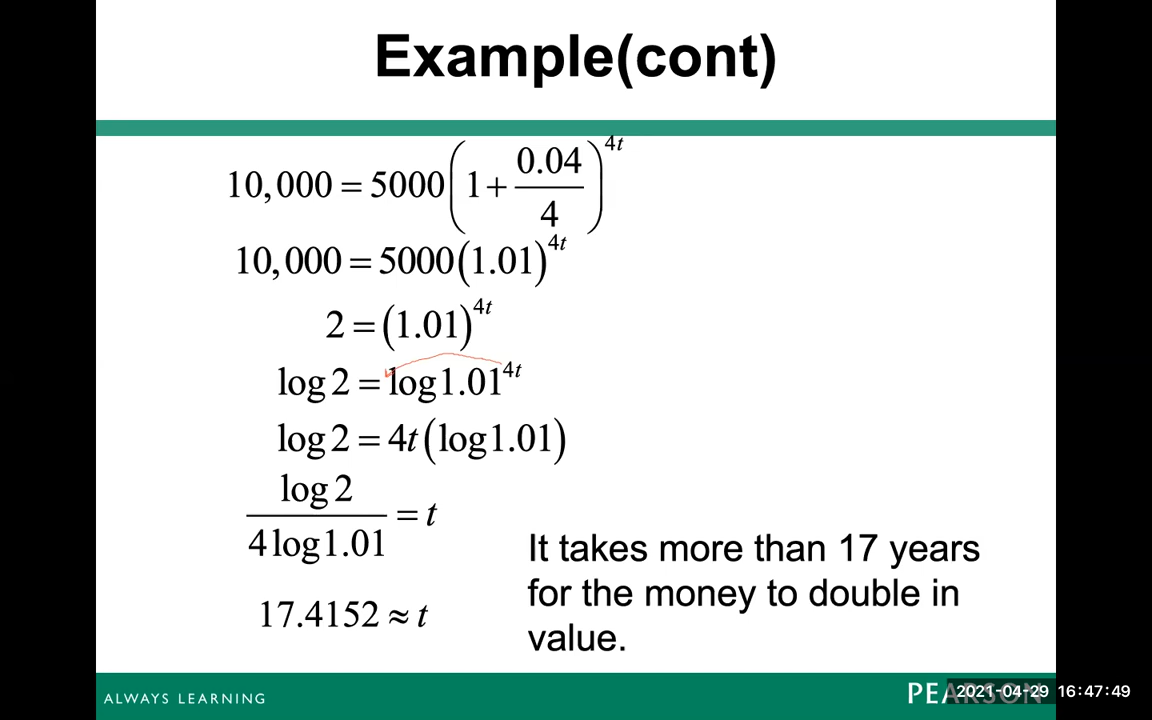 Example(cont)
10,000 = 5000(1 + 0.04/4)^4t
10,000 = 5000(1.01)^4t
2 = (1.01)^4t
log 2 = log 1.01^4t
log 2 = 4t(log 1.01)
log 2 / 4 log 1.01 = t
17.4152 ≈ t
It takes more than 17 years
for the money to double in
value.
ALWAYS LEARNING
PEARSON
2021-04-29 16:47:49